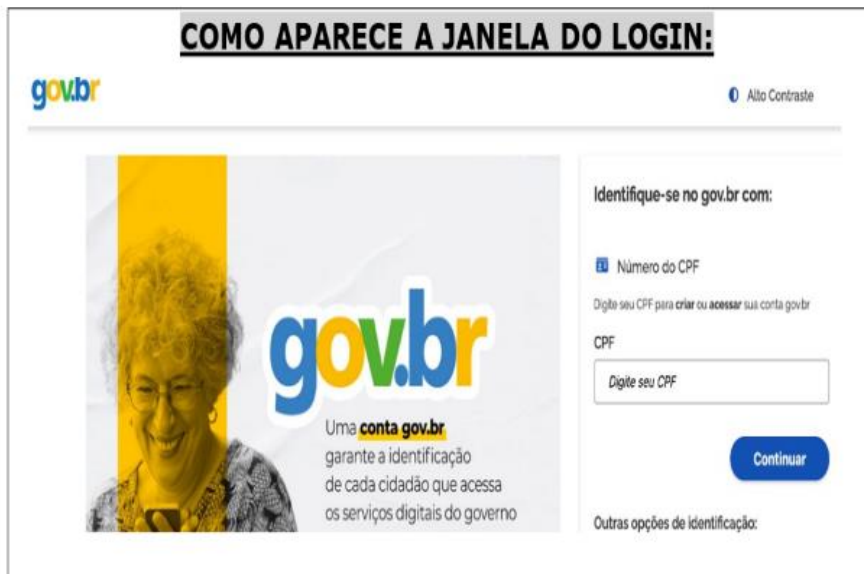 COMO APARECE A JANELA DO LOGIN:
gov.br
Alto Contraste
gov.br
Uma conta gov.br
garante a identificação
de cada cidadão que acessa
os serviços digitais do governo
Identifique-se no gov.br com:
Número do CPF
Digite seu CPF para criar ou acessar sua conta gov.br
CPF
Digite seu CPF
Continuar
Outras opções de identificação: